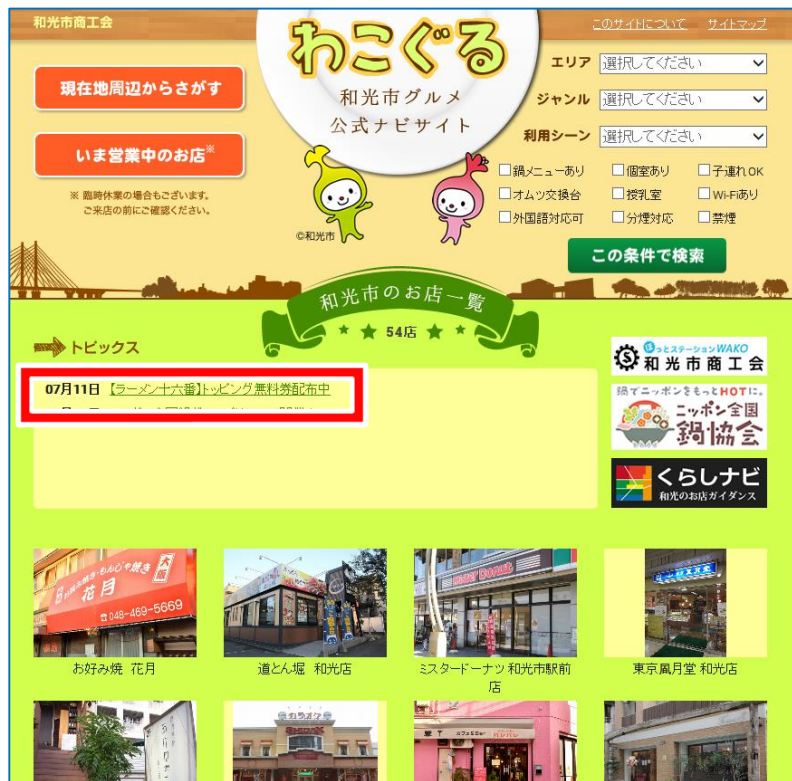 和光市商工会
このサイトについて サイトマップ
わこぐる
和光市グルメ
公式ナビサイト
現在地周辺からさがす
いま営業中のお店※
※ 臨時休業の場合もございます。
ご来店の前にご確認ください。
エリア 選択してください
ジャンル 選択してください
利用シーン 選択してください
鍋メニューあり 個室あり 子連れOK
オムツ交換台 授乳室 Wi-Fiあり
外国語対応可 分煙対応 禁煙
©和光市
この条件で検索
和光市のお店一覧
54店
トピックス
07月11日 【ラーメン十六番】トッピング無料券配布中
ほっとステーションWAKO
和光市商工会
鍋でニッポンをもっとHOTに。
ニッポン全国
鍋協会
くらしナビ
和光のお店ガイダンス
お好み焼き・もんじゃ焼き
花月
☎048-469-5669
お好み焼 花月
道とん堀 和光店
ミスタードーナツ 和光市駅前
店
東京凮月堂 和光店
カラオケ